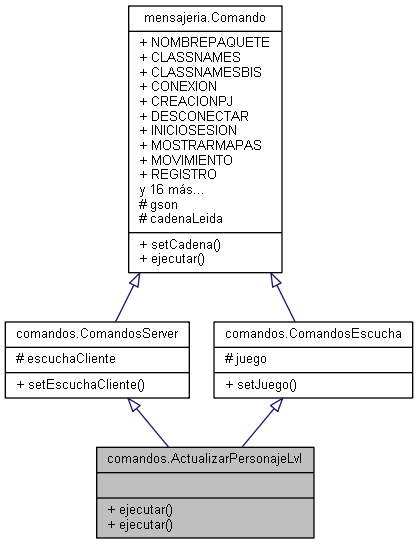 mensajeria.Comando
+ NOMBREPAQUETE
+ CLASSNAMES
+ CLASSNAMESBIS
+ CONEXION
+ CREACIONPJ
+ DESCONECTAR
+ INICIOSESION
+ MOSTRARMAPAS
+ MOVIMIENTO
+ REGISTRO
y 16 más...
# gson
# cadenaLeida
+ setCadena()
+ ejecutar()
comandos.ComandosServer
# escuchaCliente
+ setEscuchaCliente()
comandos.ComandosEscucha
# juego
+ setJuego()
comandos.ActualizarPersonajeLvl
+ ejecutar()
+ ejecutar()